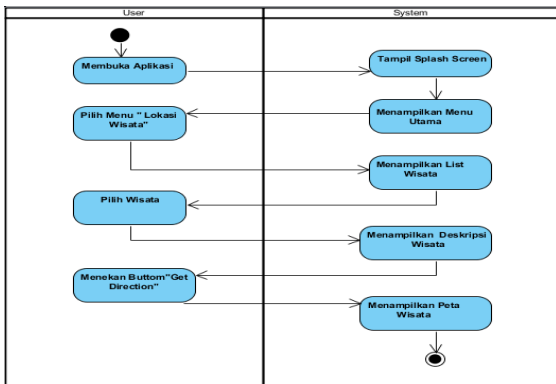 User
System
Membuka Aplikasi
Tampil Splash Screen
Menampilkan Menu
Utama
Pilih Menu " Lokasi
Wisata"
Menampilkan List
Wisata
Pilih Wisata
Menampilkan Deskripsi
Wisata
Menekan Buttom"Get
Direction"
Menampilkan Peta
Wisata